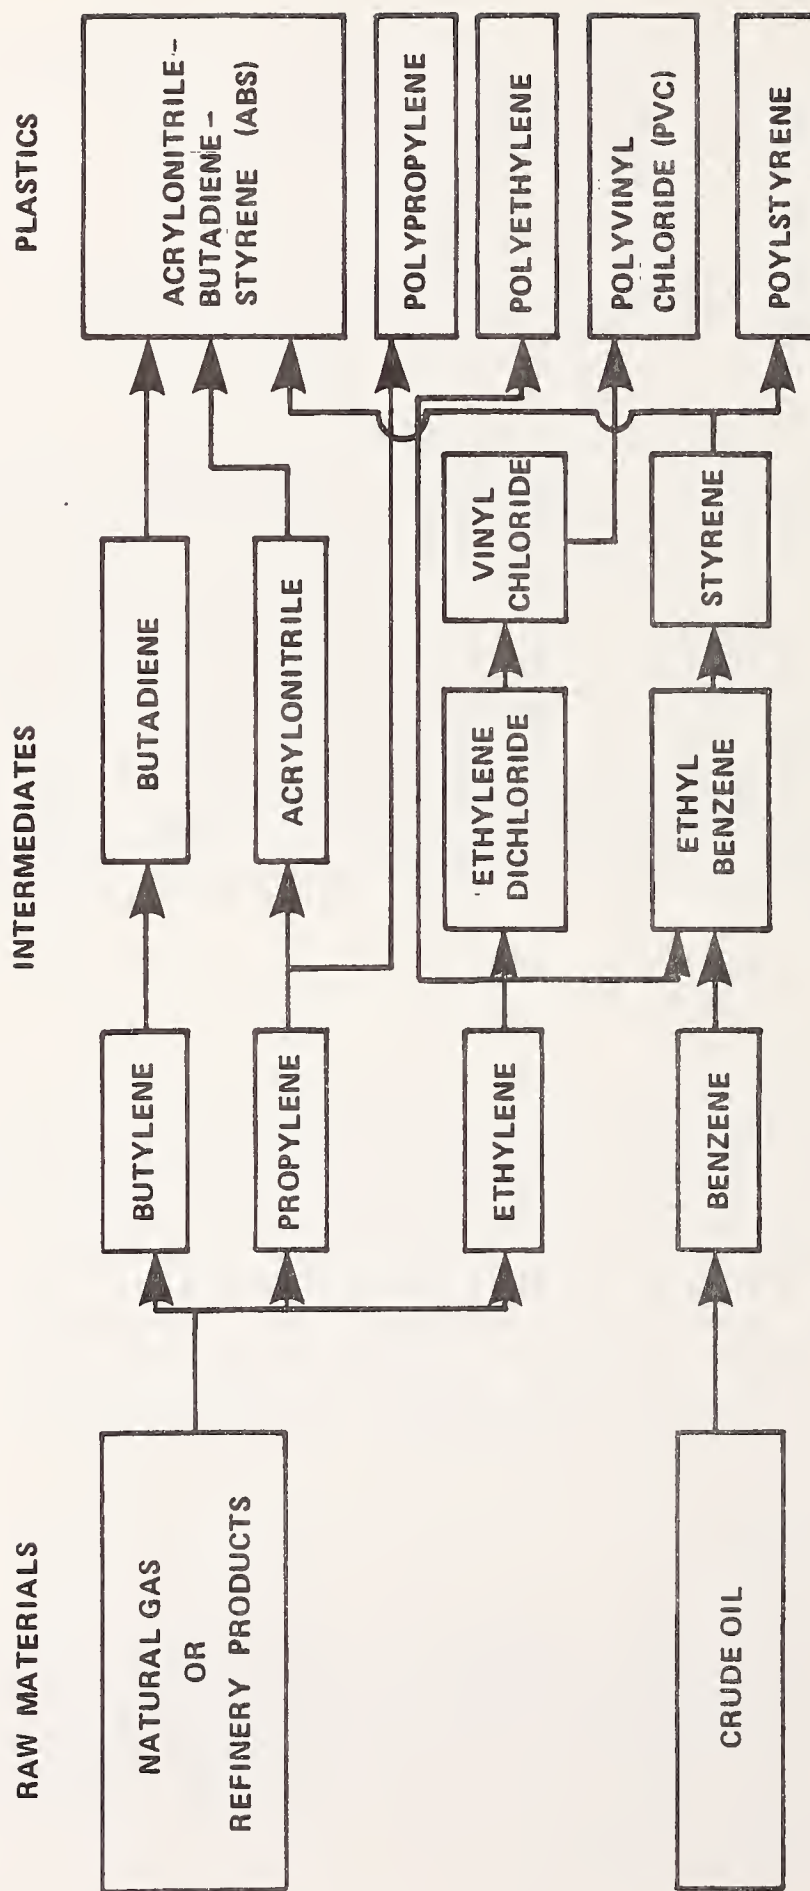 RAW MATERIALS
INTERMEDIATES
PLASTICS
NATURAL GAS
OR
REFINERY PRODUCTS
CRUDE OIL
BUTYLENE
PROPYLENE
ETHYLENE
BENZENE
BUTADIENE
ACRYLONITRILE
ETHYLENE
DICHLORIDE
ETHYL
BENZENE
VINYL
CHLORIDE
STYRENE
ACRYLONITRILE-
BUTADIENE-
STYRENE (ABS)
POLYPROPYLENE
POLYETHYLENE
POLYVINYL
CHLORIDE (PVC)
POYLSTYRENE